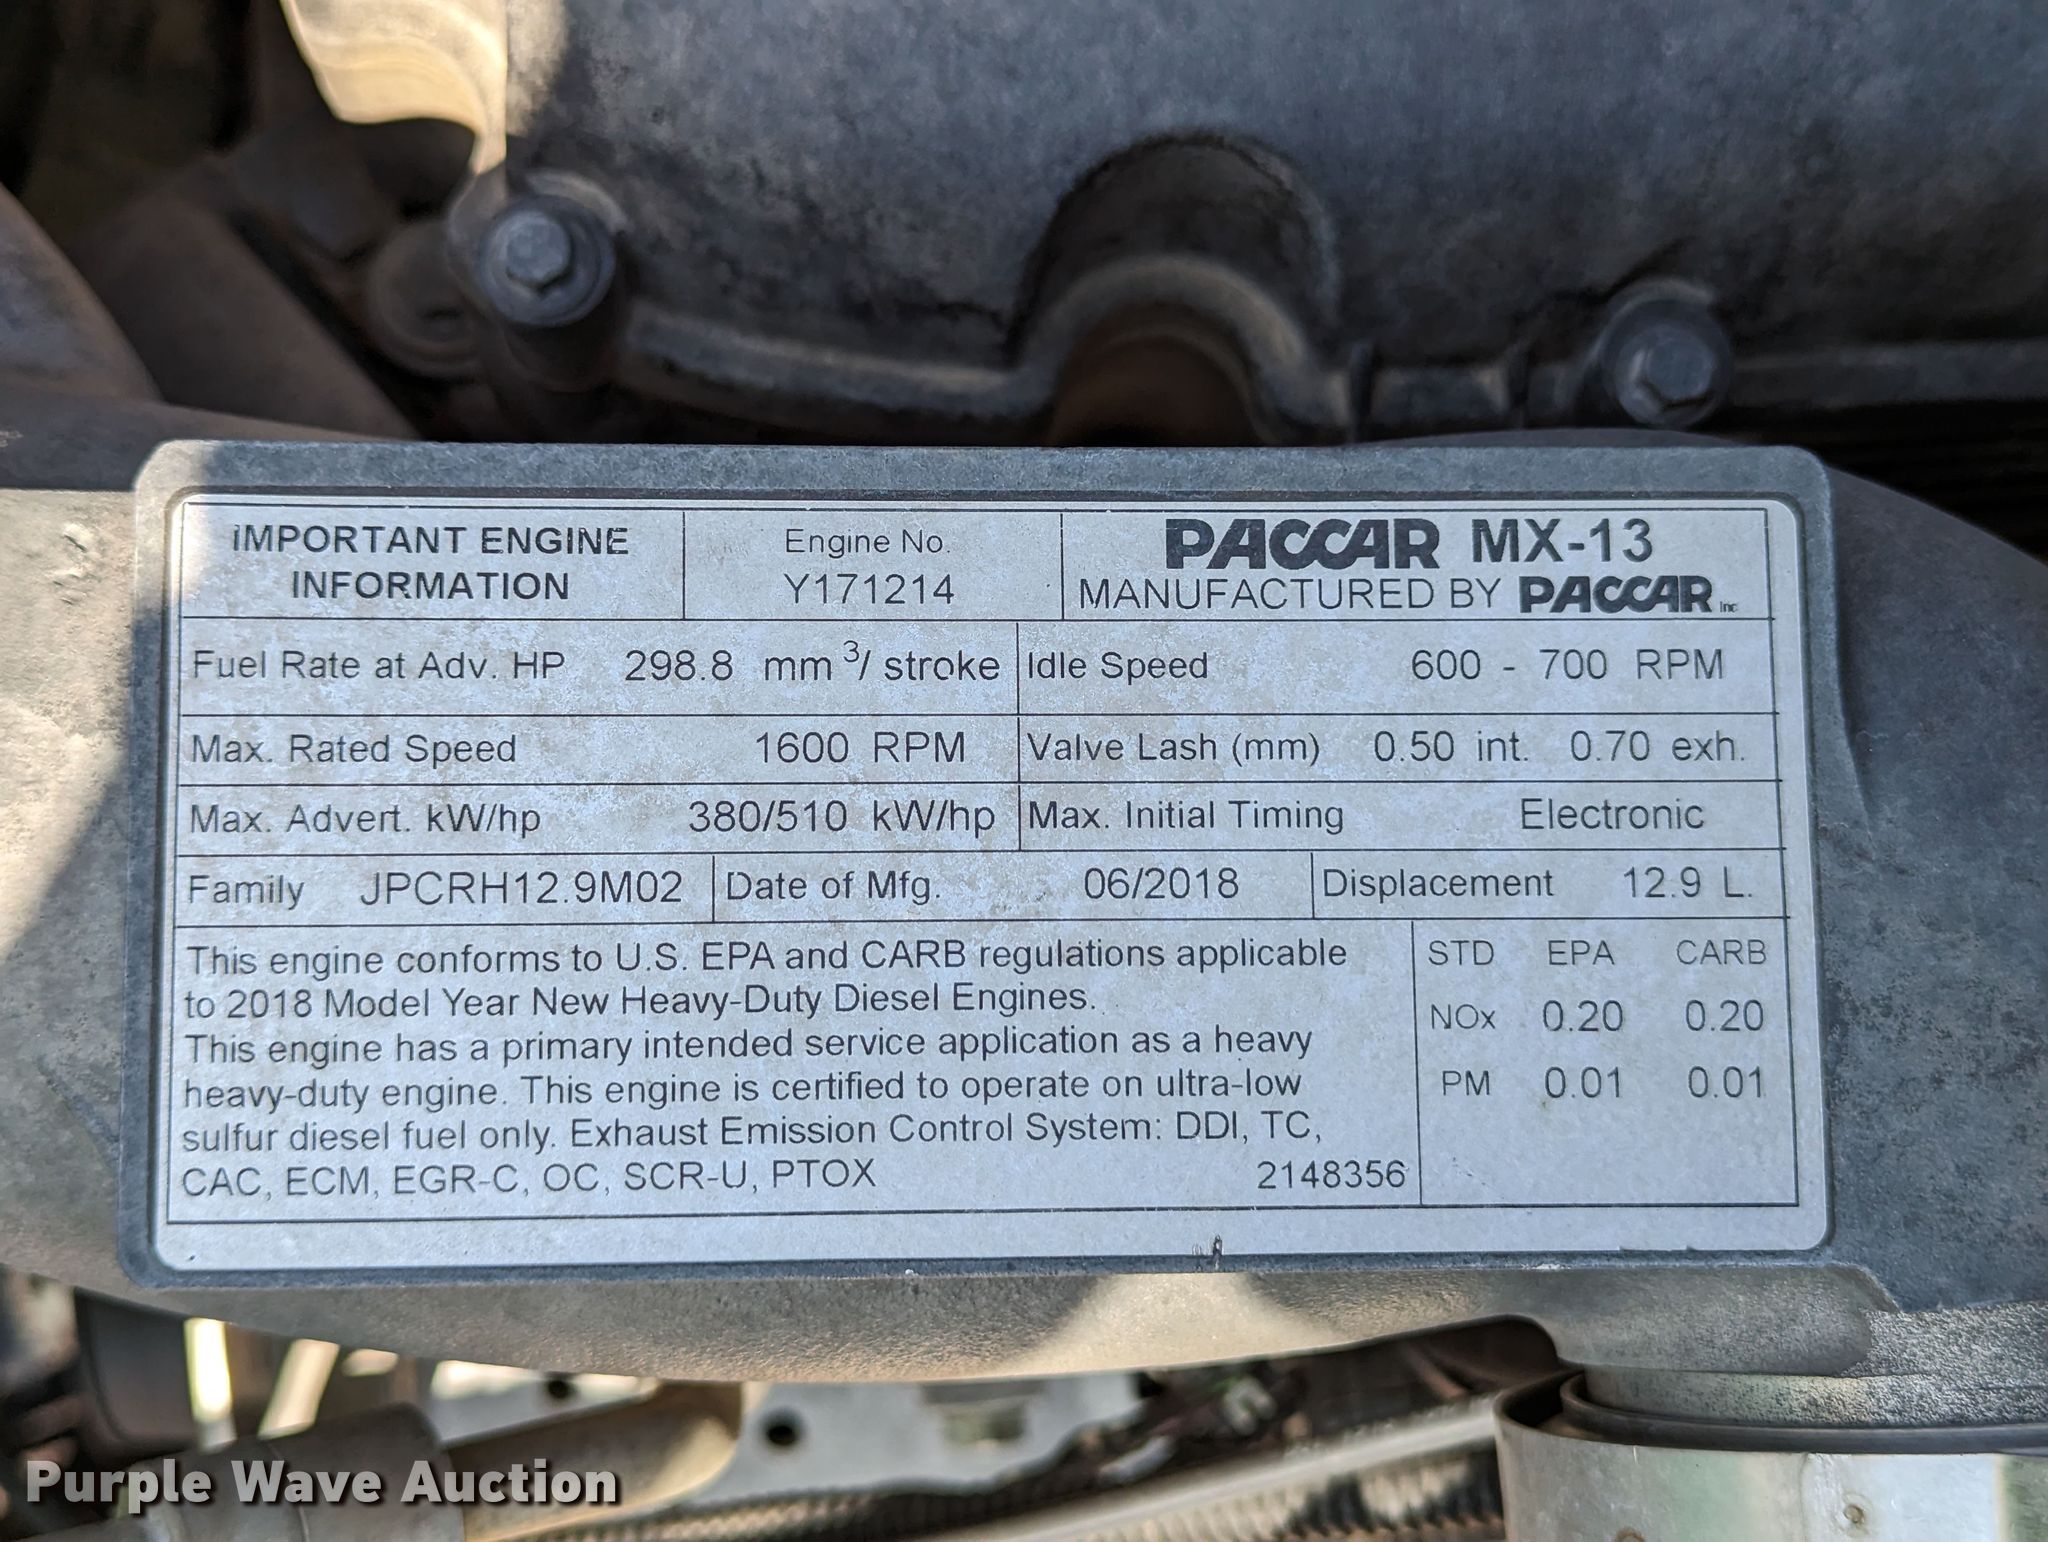 IMPORTANT ENGINE
INFORMATION
Engine No.
Y171214
PACCAR MX-13
MANUFACTURED BY PACCAR Inc
Fuel Rate at Adv. HP 298.8 mm3/ stroke
Idle Speed 600 - 700 RPM
Max. Rated Speed 1600 RPM
Valve Lash (mm) 0.50 int. 0.70 exh.
Max. Advert. kW/hp 380/510 kW/hp
Max. Initial Timing Electronic
Family JPCRH12.9M02
Date of Mfg. 06/2018
Displacement 12.9 L.
This engine conforms to U.S. EPA and CARB regulations applicable
to 2018 Model Year New Heavy-Duty Diesel Engines.
This engine has a primary intended service application as a heavy
heavy-duty engine. This engine is certified to operate on ultra-low
sulfur diesel fuel only. Exhaust Emission Control System: DDI, TC,
CAC, ECM, EGR-C, OC, SCR-U, PTOX 2148356
STD EPA CARB
NOx 0.20 0.20
PM 0.01 0.01
Purple Wave Auction